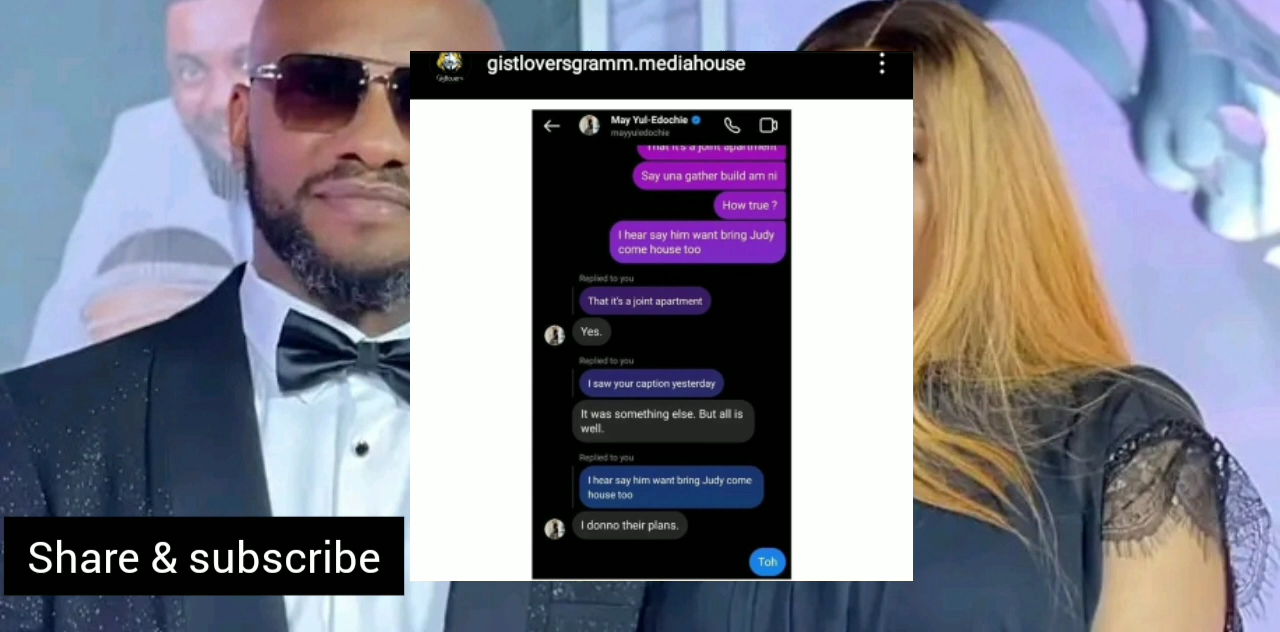 gistloversgramm.mediahouse
May Yul-Edochie
mayyuledochie
That it's a joint apartment
Say una gather build am ni
How true ?
I hear say him want bring Judy
come house too
Replied to you
That it's a joint apartment
Yes.
Replied to you
I saw your caption yesterday
It was something else. But all is
well.
Replied to you
I hear say him want bring Judy come
house too
I donno their plans.
Toh
Share & subscribe